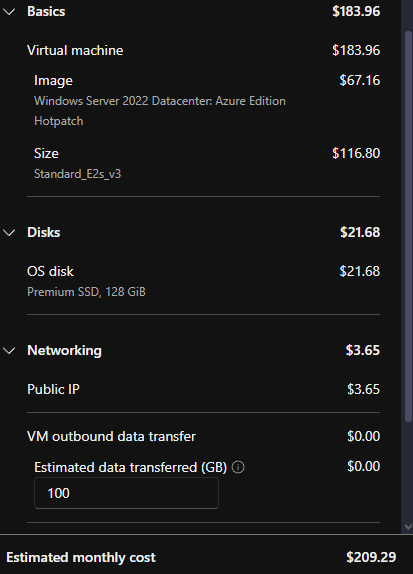 Basics $183.96
Virtual machine $183.96
Image $67.16
Windows Server 2022 Datacenter: Azure Edition
Hotpatch
Size $116.80
Standard_E2s_v3
Disks $21.68
OS disk $21.68
Premium SSD, 128 GiB
Networking $3.65
Public IP $3.65
VM outbound data transfer $0.00
Estimated data transferred (GB) $0.00
100
Estimated monthly cost $209.29